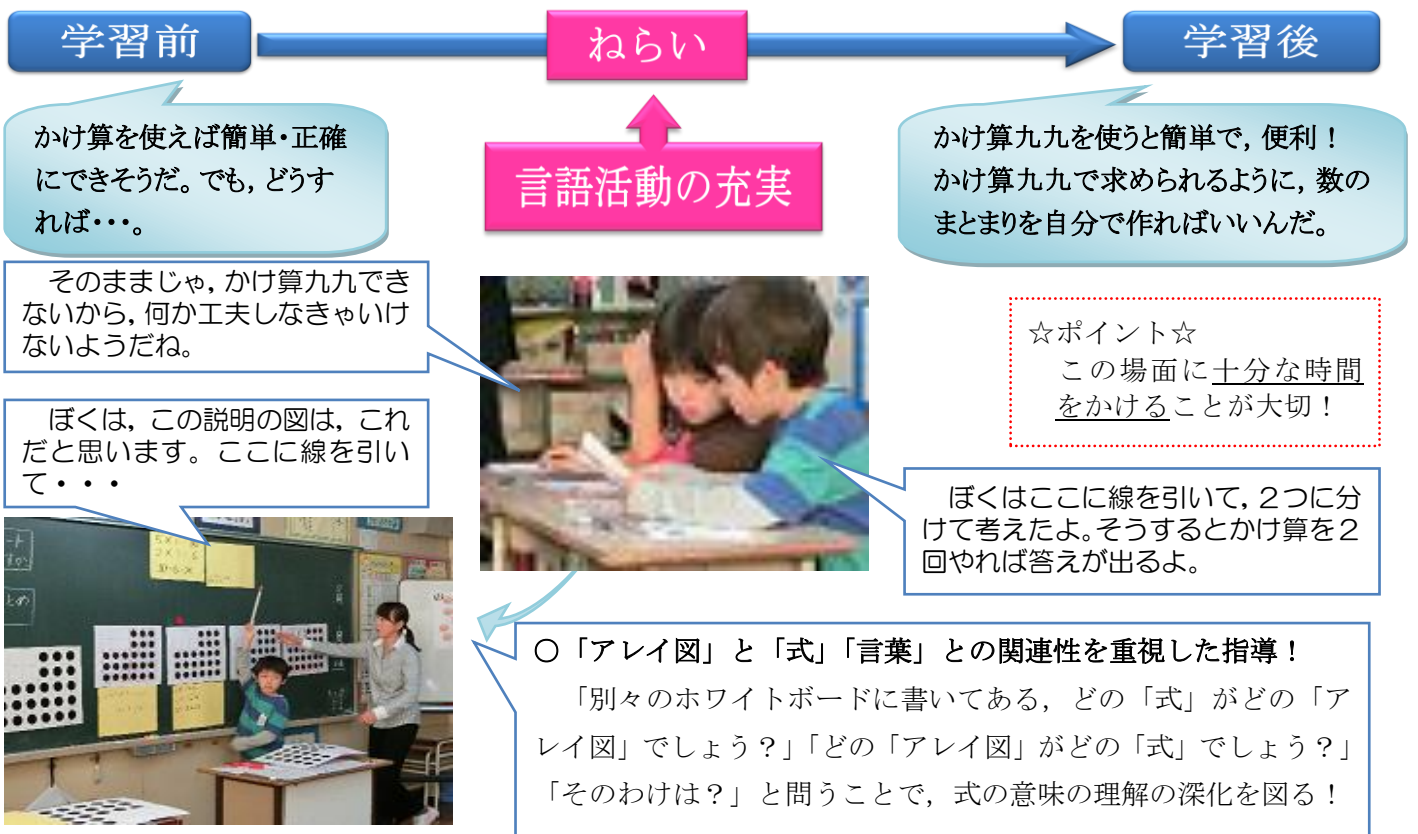 学習前
ねらい
学習後
かけ算を使えば簡単・正確
にできそうだ。でも，どうす
れば・・・。
言語活動の充実
かけ算九九を使うと簡単で，便利！
かけ算九九で求められるように，数の
まとまりを自分で作ればいいんだ。
そのままじゃ，かけ算九九でき
ないから，何か工夫しなきゃいけ
ないようだね。
☆ポイント☆
この場面に十分な時間
をかけることが大切！
ぼくは，この説明の図は，これ
だと思います。ここに線を引い
て・・・
ぼくはここに線を引いて，２つに分
けて考えたよ。そうするとかけ算を２
回やれば答えが出るよ。
○「アレイ図」と「式」「言葉」との関連性を重視した指導！
「別々のホワイトボードに書いてある，どの「式」がどの「ア
レイ図」でしょう？」「どの「アレイ図」がどの「式」でしょう？」
「そのわけは？」と問うことで，式の意味の理解の深化を図る！